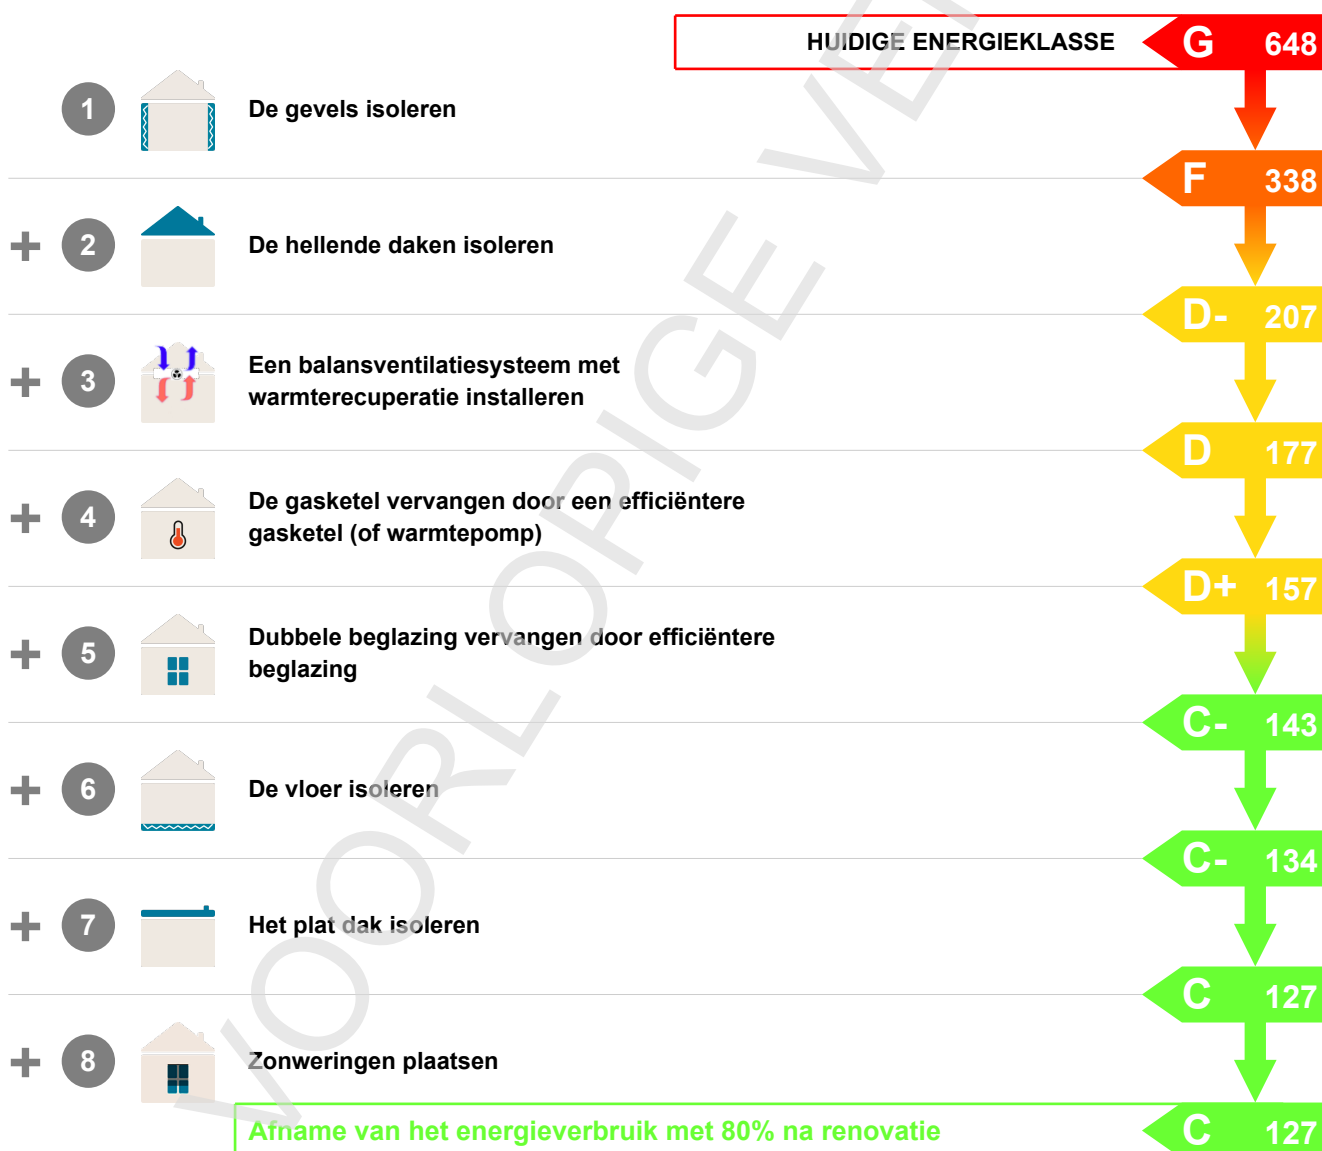 HUIDIGE ENERGIEKLASSE G 648
1 De gevels isoleren
F 338
+ 2 De hellende daken isoleren
D- 207
+ 3 Een balansventilatiesysteem met
warmterecuperatie installeren
D 177
+ 4 De gasketel vervangen door een efficiëntere
gasketel (of warmtepomp)
D+ 157
+ 5 Dubbele beglazing vervangen door efficiëntere
beglazing
C- 143
+ 6 De vloer isoleren
C- 134
+ 7 Het plat dak isoleren
C 127
+ 8 Zonweringen plaatsen
Afname van het energieverbruik met 80% na renovatie C 127
VOORLOPIGE